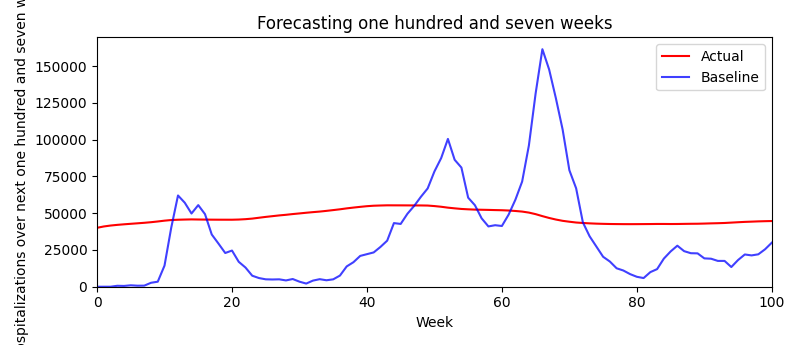 Forecasting one hundred and seven weeks
over next one hundred and seven
150000
125000
100000
75000
50000
25000
0
Actual
Baseline
0 20 40 60 80 100
Week